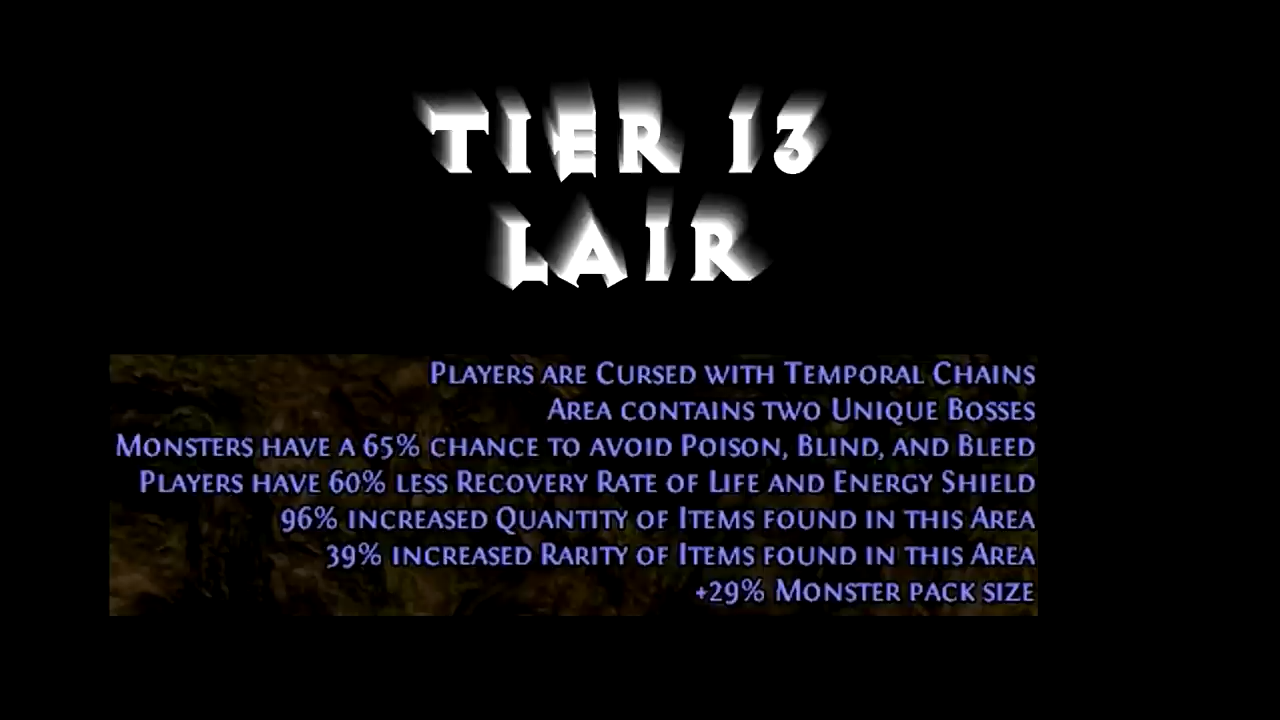 TIER 13
LAIR
PLAYERS ARE CURSED WITH TEMPORAL CHAINS
AREA CONTAINS TWO UNIQUE BOSSES
MONSTERS HAVE A 65% CHANCE TO AVOID POISON, BLIND, AND BLEED
PLAYERS HAVE 60% LESS RECOVERY RATE OF LIFE AND ENERGY SHIELD
96% INCREASED QUANTITY OF ITEMS FOUND IN THIS AREA
39% INCREASED RARITY OF ITEMS FOUND IN THIS AREA
+29% MONSTER PACK SIZE